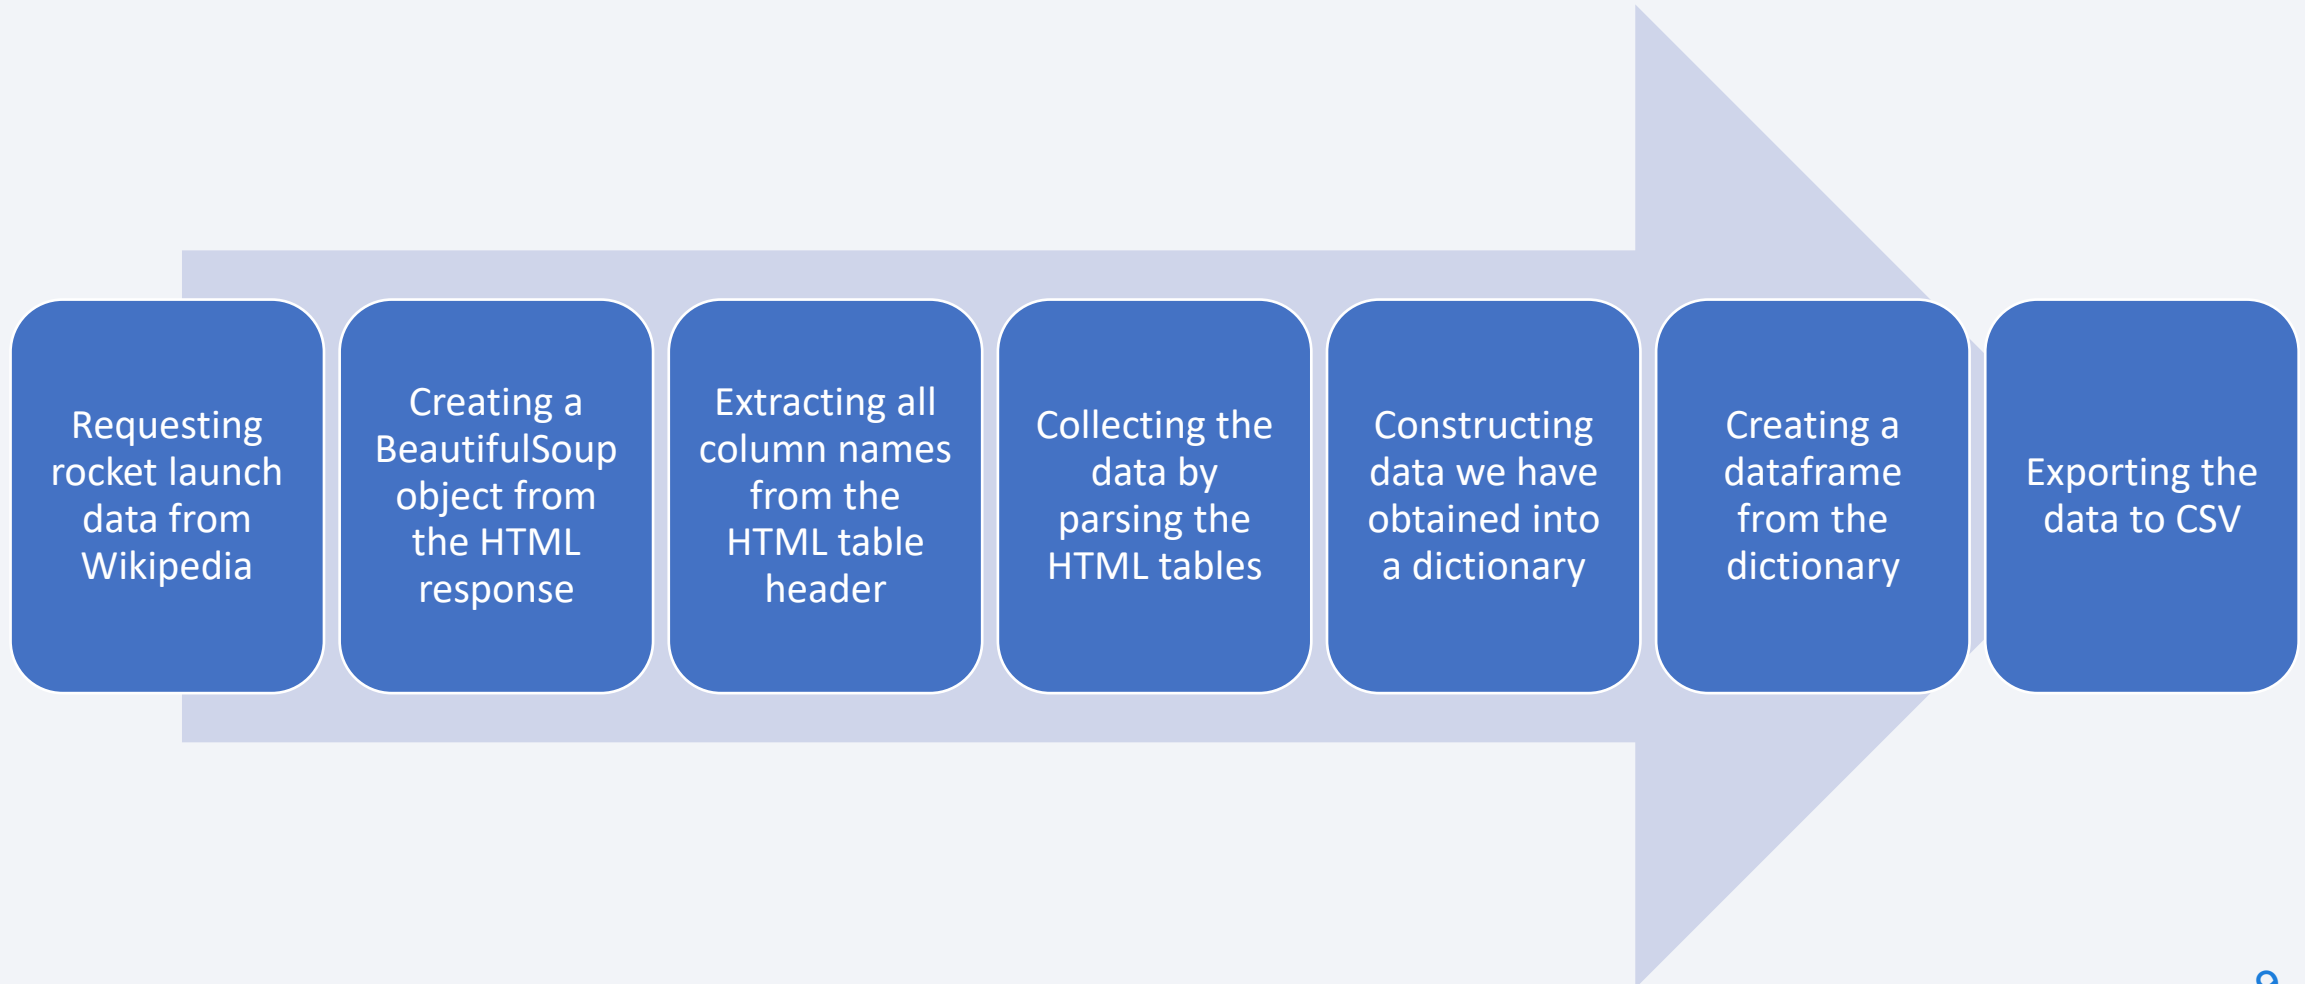 Requesting
rocket launch
data from
Wikipedia
Creating a
BeautifulSoup
object from
the HTML
response
Extracting all
column names
from the
HTML table
header
Collecting the
data by
parsing the
HTML tables
Constructing
data we have
obtained into
a dictionary
Creating a
dataframe
from the
dictionary
Exporting the
data to CSV